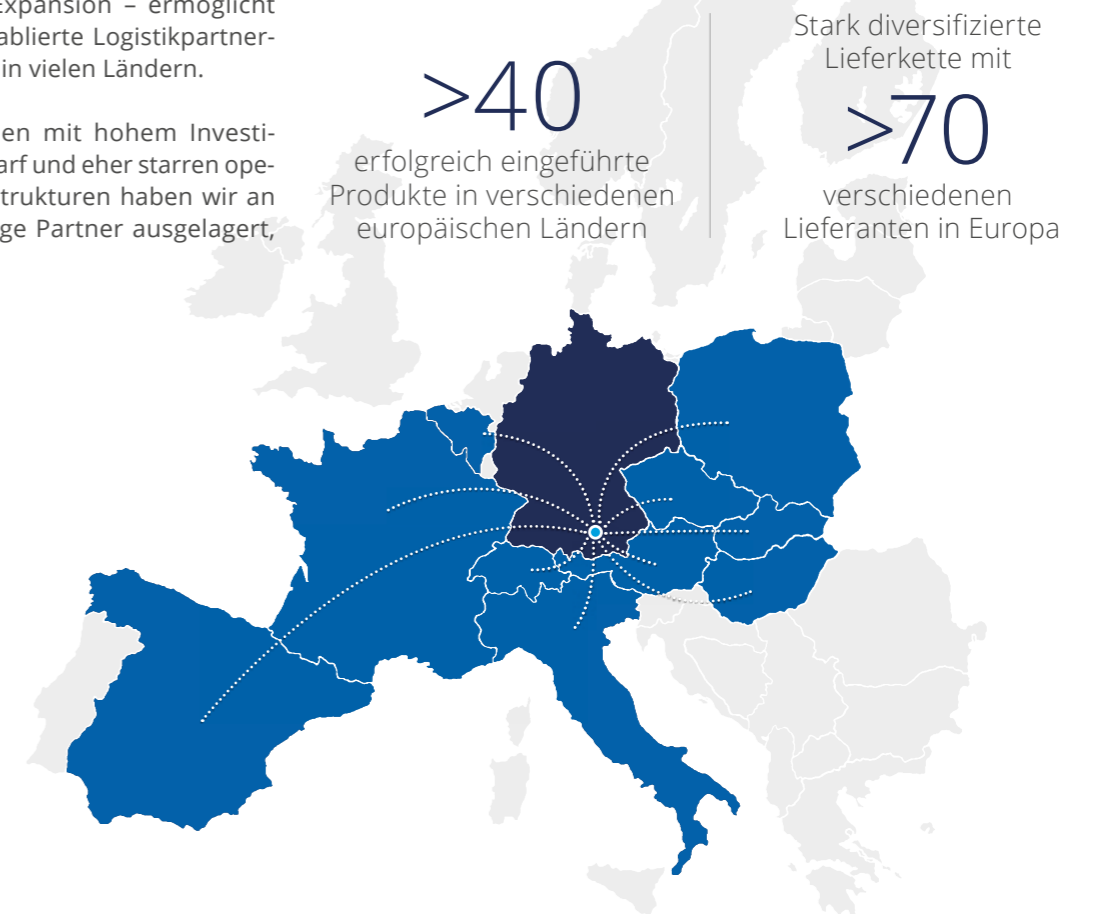 Expansion – ermöglicht
ablierte Logistikpartner-
in vielen Ländern.
en mit hohem Investi-
arf und eher starren ope-
trukturen haben wir an
ge Partner ausgelagert,
>40
erfolgreich eingeführte
Produkte in verschiedenen
europäischen Ländern
Stark diversifizierte
Lieferkette mit
>70
verschiedenen
Lieferanten in Europa